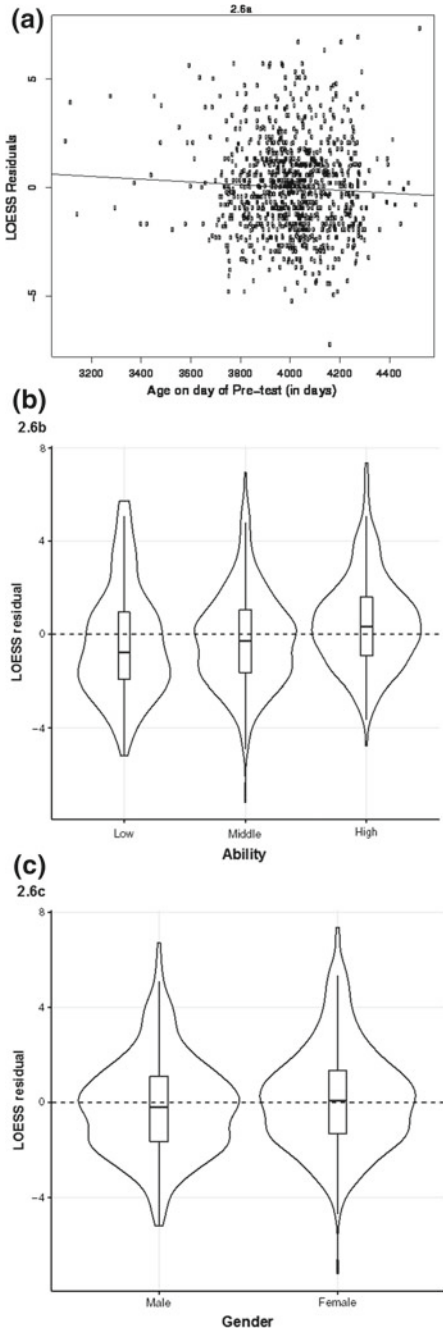 (a)
2.6a
LOESS Residuals
5
0
-5
3200 3400 3600 3800 4000 4200 4400
Age on day of Pre-test (in days)
(b)
2.6b
LOESS residual
8
4
0
-4
Low Middle High
Ability
(c)
2.6c
LOESS residual
8
4
0
-4
Male Female
Gender